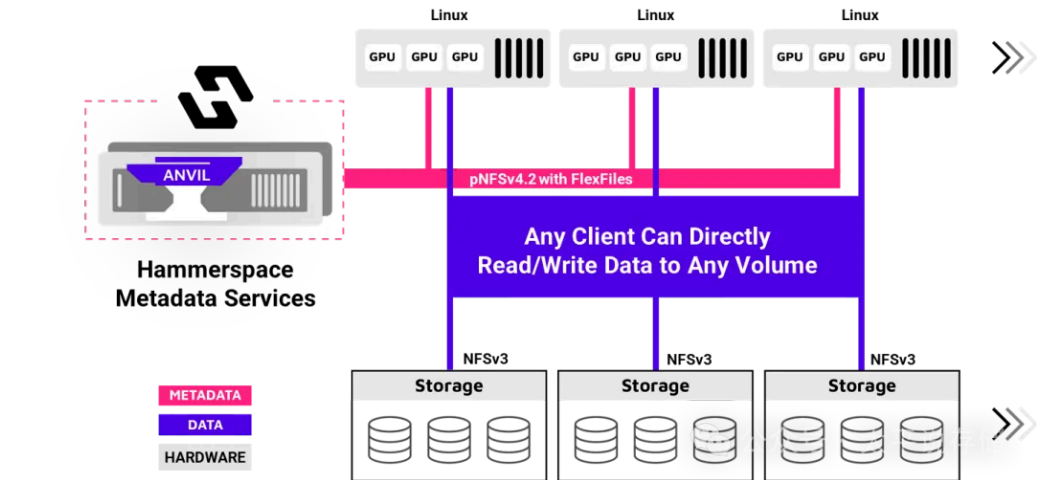 Linux
Linux
Linux
GPU GPU GPU
GPU GPU GPU
GPU GPU GPU
ANVIL
pNFSv4.2 with FlexFiles
Any Client Can Directly
Read/Write Data to Any Volume
Hammerspace
Metadata Services
NFSv3
NFSv3
NFSv3
Storage
Storage
Storage
METADATA
DATA
HARDWARE